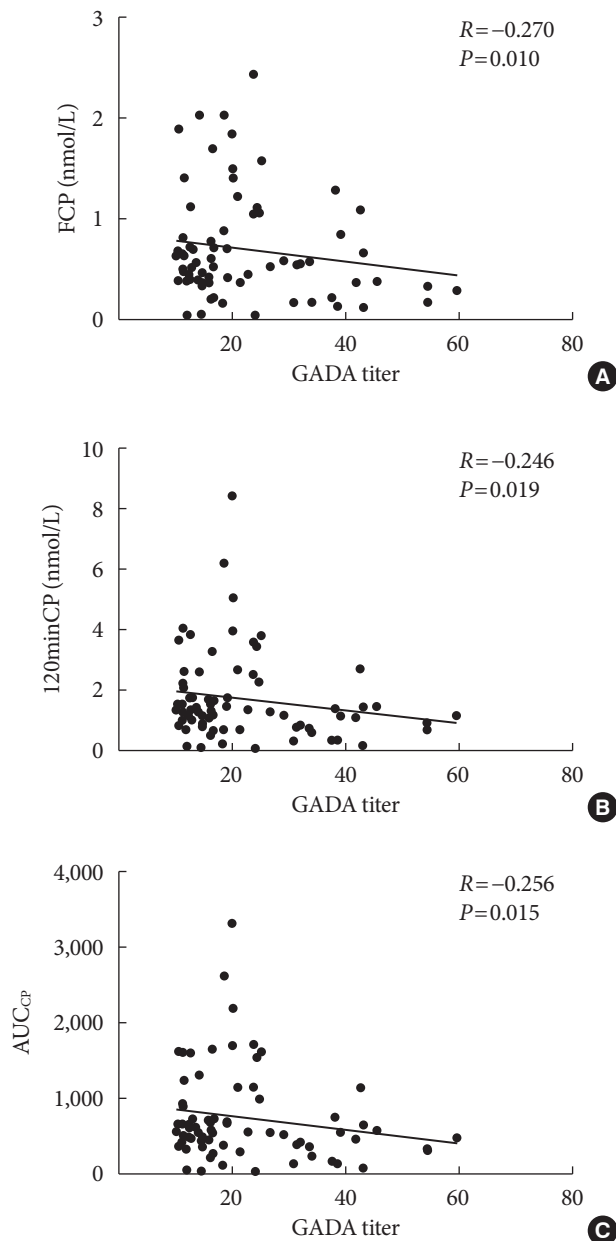 3
2
1
0
FCP (nmol/L)
R=−0.270
P=0.010
20
40
60
80
GADA titer
A
10
8
6
4
2
0
120minCP (nmol/L)
R=−0.246
P=0.019
20
40
60
80
GADA titer
B
4,000
3,000
2,000
1,000
0
AUCCP
R=−0.256
P=0.015
20
40
60
80
GADA titer
C